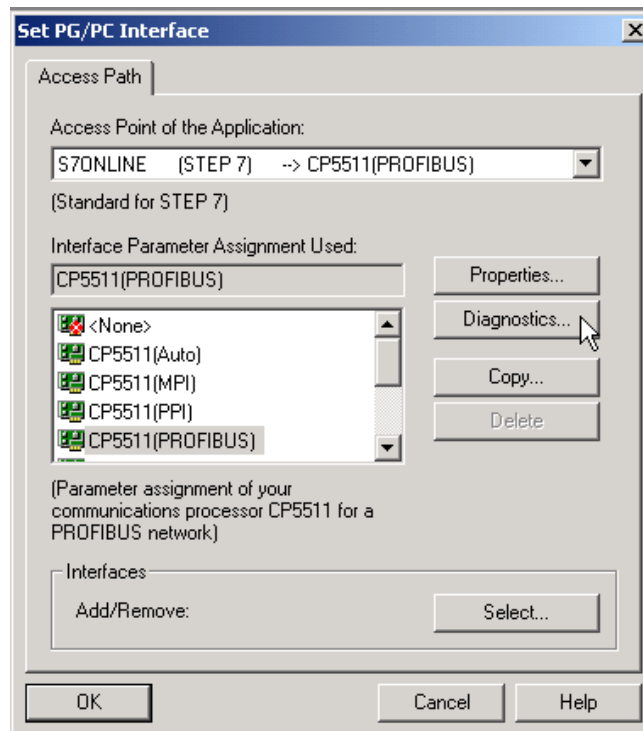 Set PG/PC Interface
Access Path
Access Point of the Application:
S7ONLINE (STEP 7) --> CP5511(PROFIBUS)
(Standard for STEP 7)
Interface Parameter Assignment Used:
CP5511(PROFIBUS)
Properties...
<None>
Diagnostics...
CP5511(Auto)
CP5511(MPI)
Copy...
CP5511(PPI)
Delete
CP5511(PROFIBUS)
(Parameter assignment of your
communications processor CP5511 for a
PROFIBUS network)
Interfaces
Add/Remove:
Select...
OK
Cancel
Help